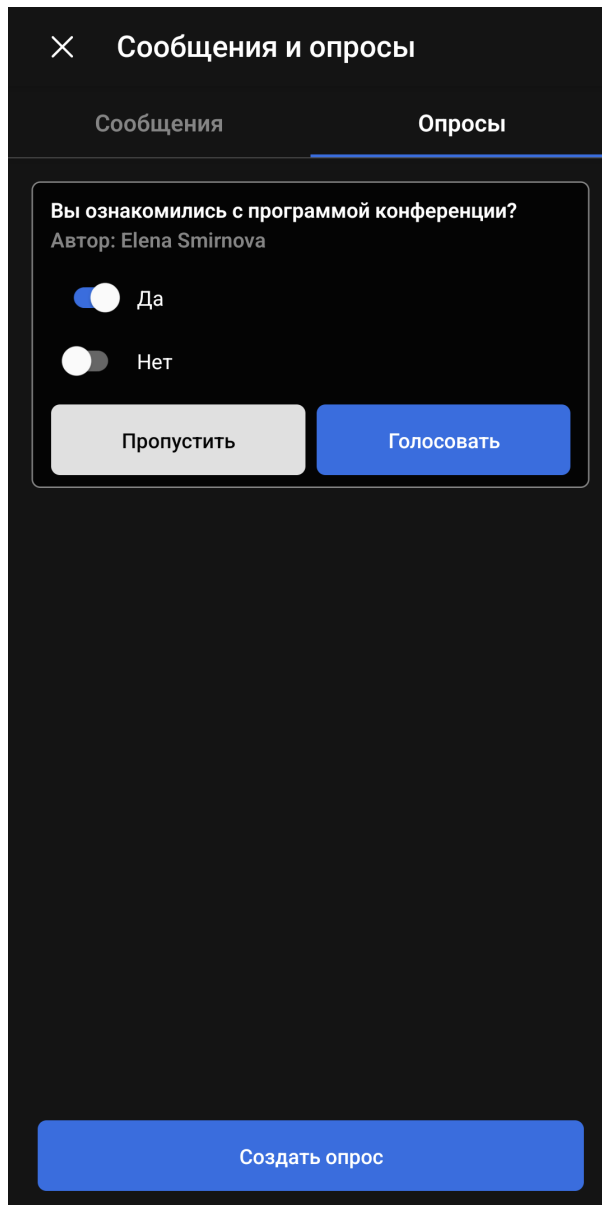 Сообщения и опросы
Сообщения
Опросы
Вы ознакомились с программой конференции?
Автор: Elena Smirnova
Да
Нет
Пропустить
Голосовать
Создать опрос